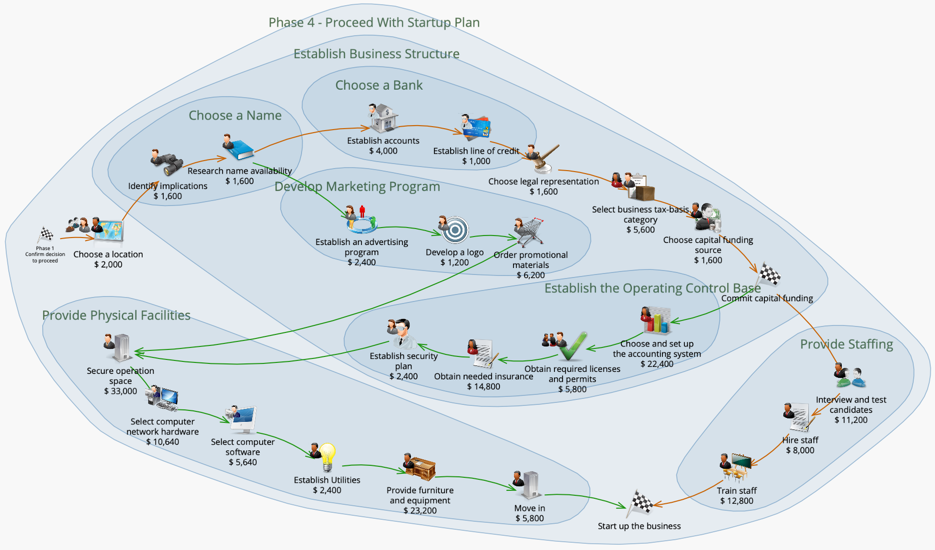 Phase 4 - Proceed With Startup Plan
Establish Business Structure
Choose a Bank
Establish accounts
$ 4,000
Establish line of credit
$ 1,000
Choose a Name
Identify implications
$ 1,600
Research name availability
$ 1,600
Choose legal representation
$ 1,600
Select business tax-basis
category
$ 5,600
Choose capital funding
source
$ 1,600
Commit capital funding
Develop Marketing Program
Establish an advertising
program
$ 2,400
Develop a logo
$ 1,200
Order promotional
materials
$ 6,200
Phase 1
Confirm decision
to proceed
Choose a location
$ 2,000
Establish the Operating Control Base
Choose and set up
the accounting system
$ 22,400
Obtain required licenses
and permits
$ 5,800
Obtain needed insurance
$ 14,800
Establish security
plan
$ 2,400
Provide Physical Facilities
Secure operation
space
$ 33,000
Select computer
network hardware
$ 10,640
Select computer
software
$ 5,640
Establish Utilities
$ 2,400
Provide furniture
and equipment
$ 23,200
Move in
$ 5,800
Provide Staffing
Interview and test
candidates
$ 11,200
Hire staff
$ 8,000
Train staff
$ 12,800
Start up the business